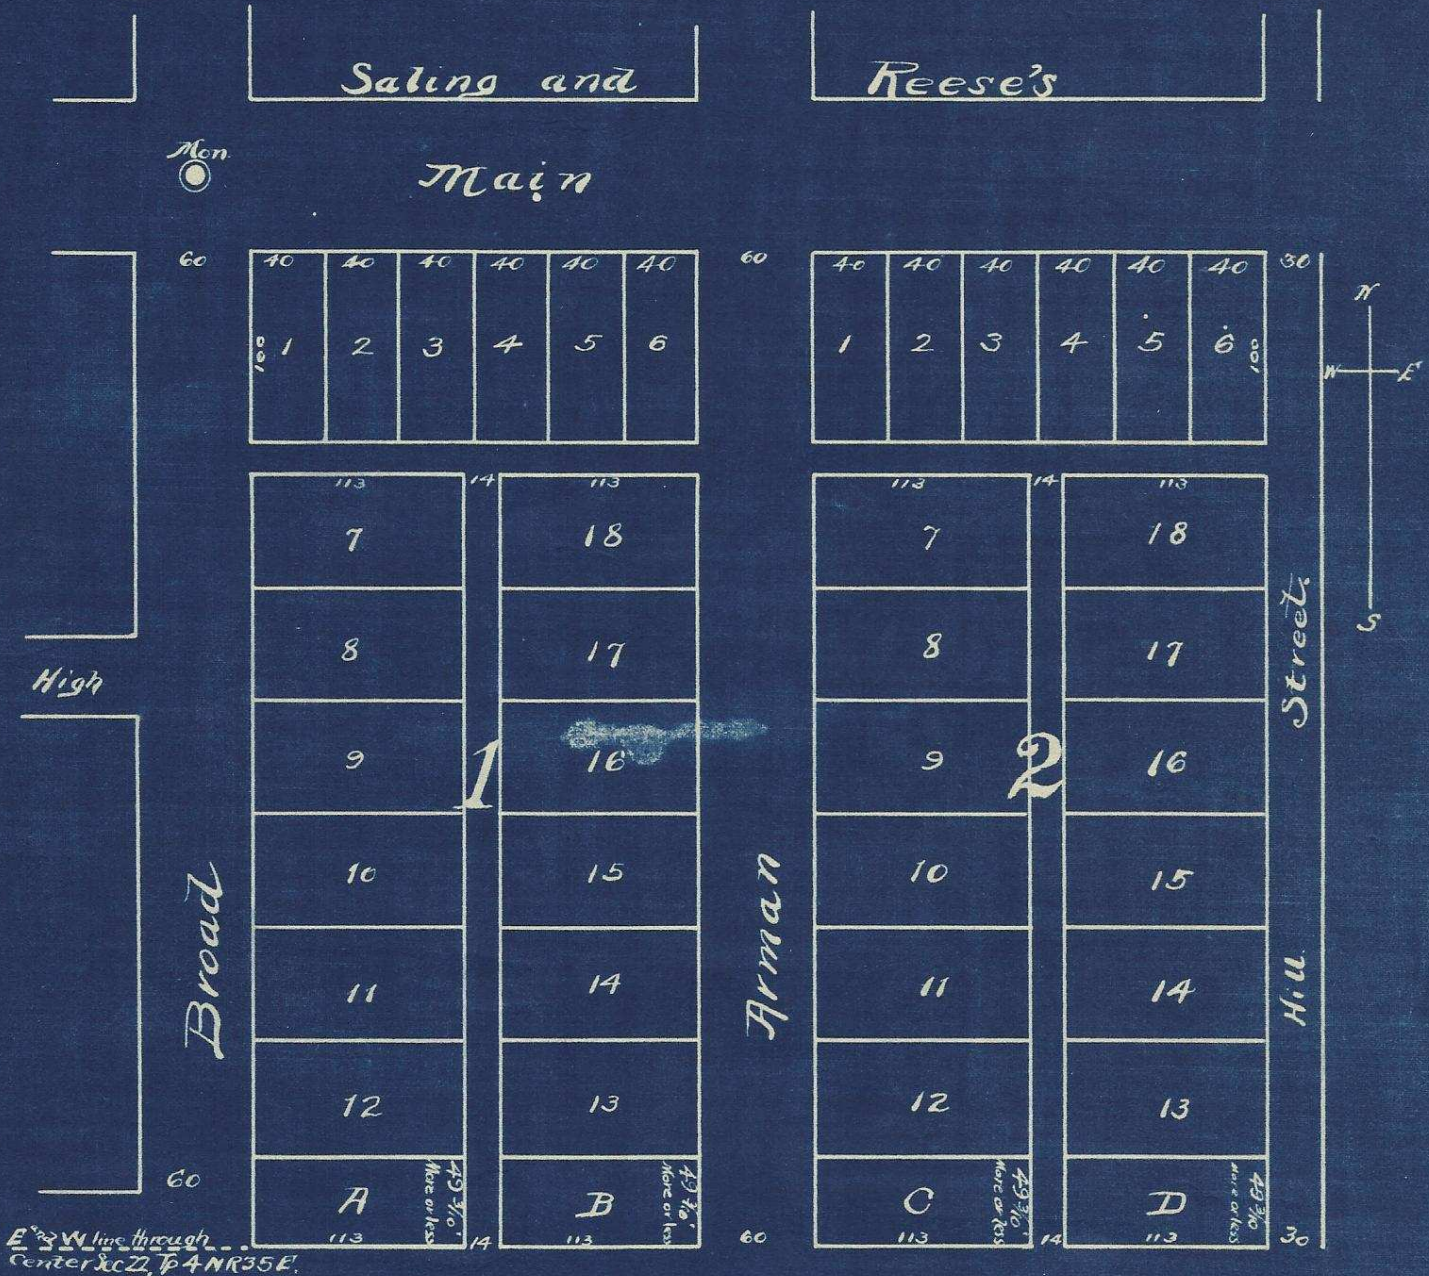 Saling and Reese's
Mon.
Main
60 40 40 40 40 40 40 60 40 40 40 40 40 40 30
N
100 1 2 3 4 5 6 1 2 3 4 5 6 100
W E
S
113 14 113 113 14 113
7 18 7 18
8 17 8 17
Street.
High
9 1 16 9 2 16
10 15 10 15
Broad
Arman
11 14 11 14
Hill
12 13 12 13
60
A 49 3/10' More or less B 49 3/10' More or less C 49 3/10' More or less D 49 3/10' More or less
113 14 113 60 113 14 113 30
E and W line through
Center Sec 22, Tp 4 N R 35 E.